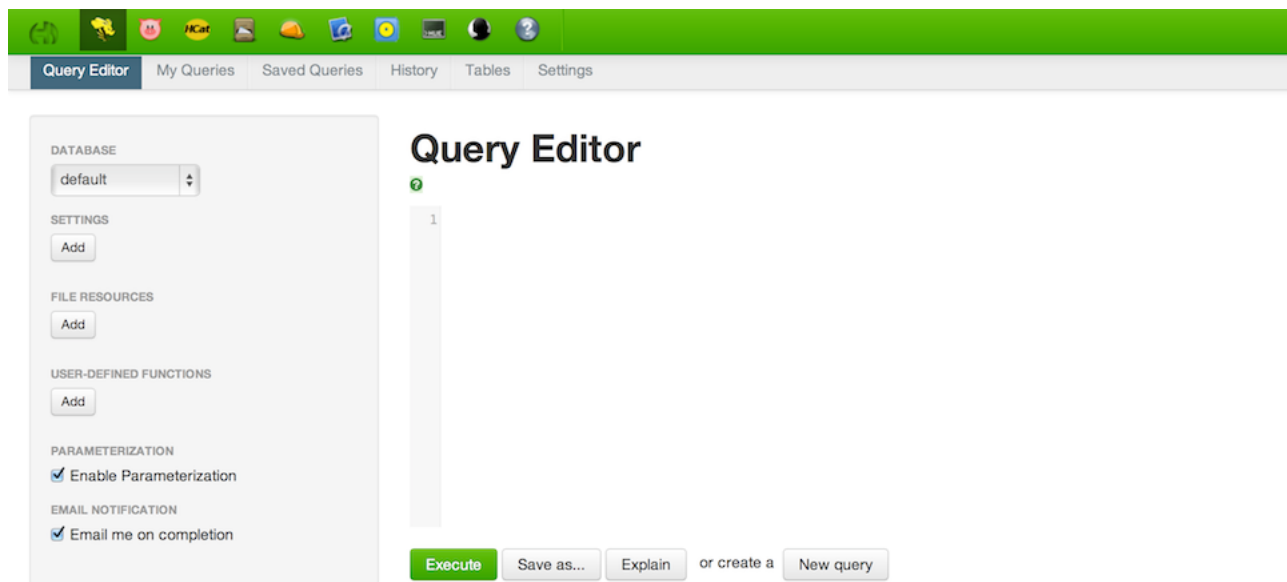 HCat
HUE
Query Editor My Queries Saved Queries History Tables Settings
DATABASE
default
SETTINGS
Add
FILE RESOURCES
Add
USER-DEFINED FUNCTIONS
Add
PARAMETERIZATION
Enable Parameterization
EMAIL NOTIFICATION
Email me on completion
Query Editor
?
1
Execute Save as... Explain or create a New query